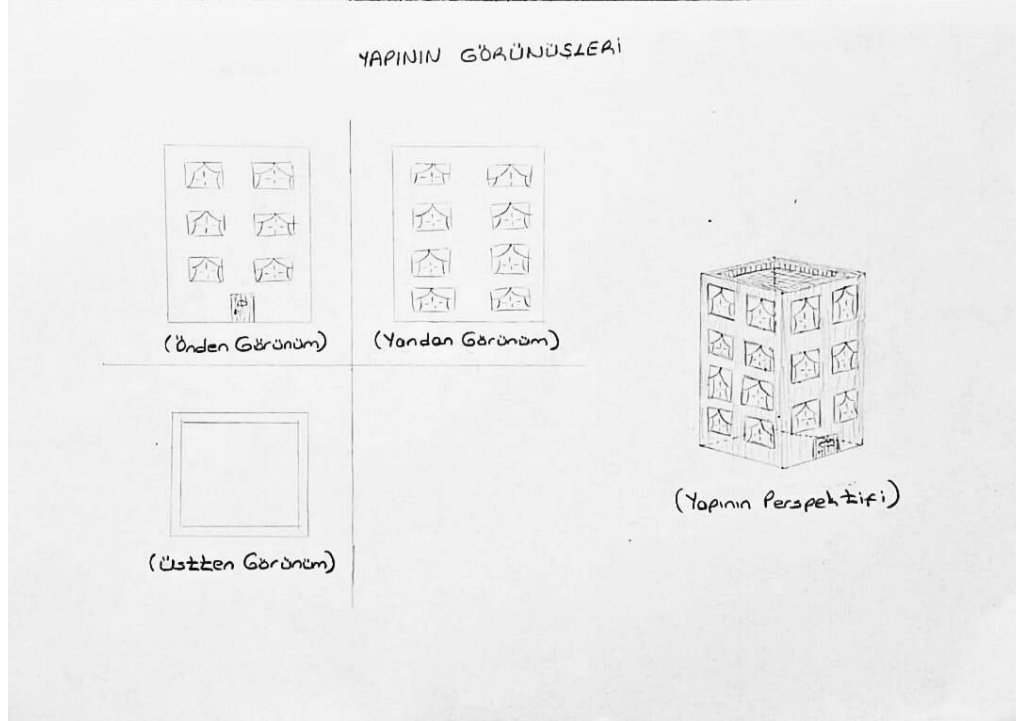 YAPININ GÖRÜNÜŞLERİ
(Önden Görünüm)
(Yandan Görünüm)
(Üstten Görünüm)
(Yapının Perspektifi)